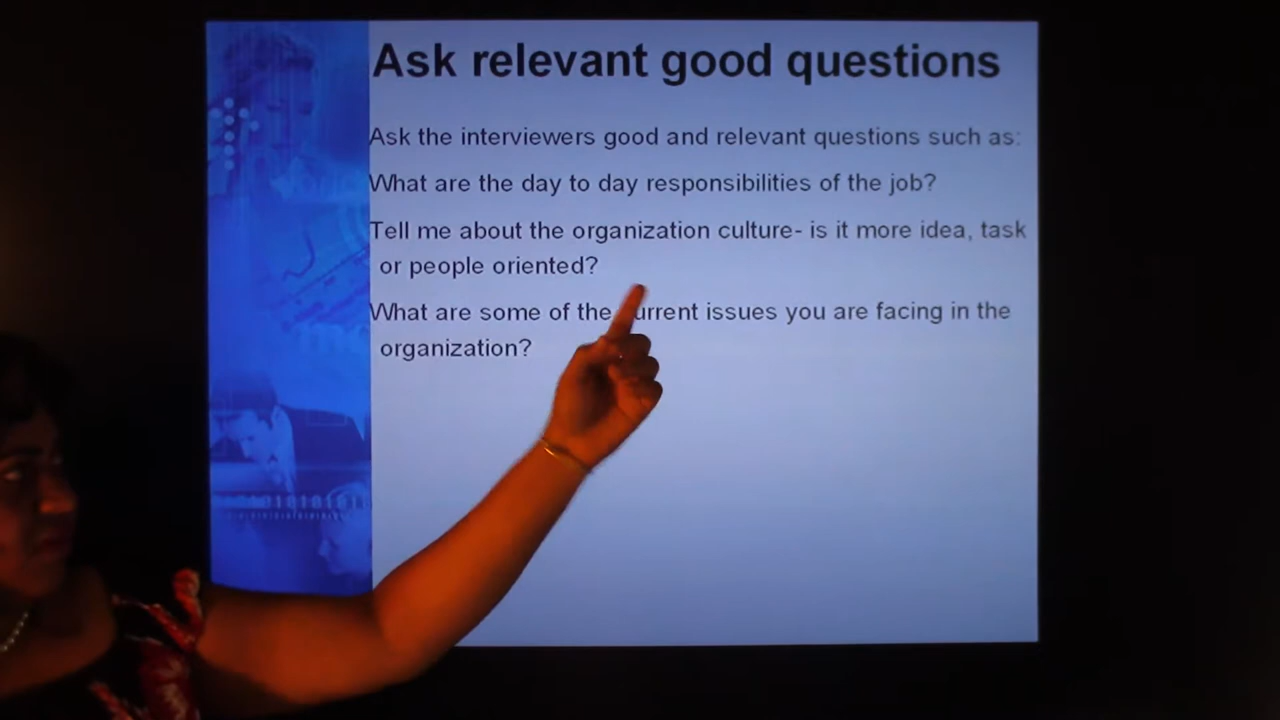 Ask relevant good questions
Ask the interviewers good and relevant questions such as:
What are the day to day responsibilities of the job?
Tell me about the organization culture- is it more idea, task
or people oriented?
What are some of the current issues you are facing in the
organization?